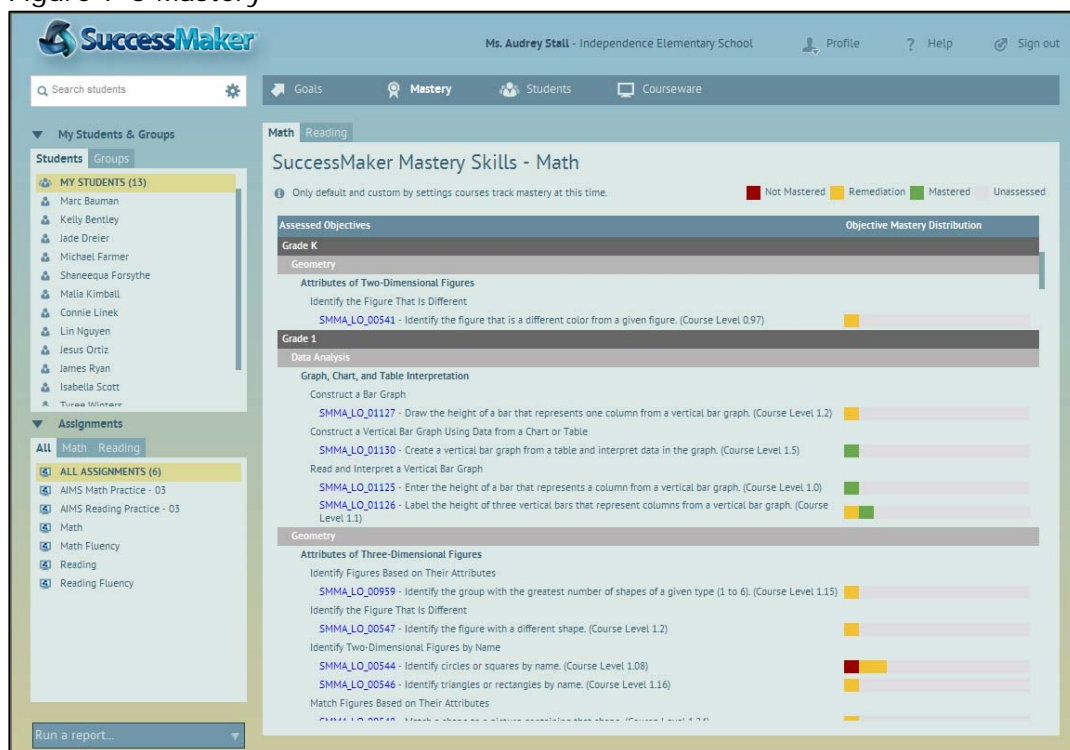 SuccessMaker
Ms. Audrey Stall - Independence Elementary School
Profile
? Help
Sign out
Search students
Goals
Mastery
Students
Courseware
My Students & Groups
Students Groups
MY STUDENTS (13)
Marc Bauman
Kelly Bentley
Jade Dreier
Michael Farmer
Shaneequa Forsythe
Malia Kimball
Connie Linek
Lin Nguyen
Jesus Ortiz
James Ryan
Isabella Scott
Assignments
All Math Reading
ALL ASSIGNMENTS (6)
AIMS Math Practice - 03
AIMS Reading Practice - 03
Math
Math Fluency
Reading
Reading Fluency
Run a report...
Math Reading
SuccessMaker Mastery Skills - Math
Only default and custom by settings courses track mastery at this time.
Not Mastered Remediation Mastered Unassessed
Assessed Objectives Objective Mastery Distribution
Grade K
Geometry
Attributes of Two-Dimensional Figures
Identify the Figure That Is Different
SMMA_LO_00541 - Identify the figure that is a different color from a given figure. (Course Level 0.97)
Grade 1
Data Analysis
Graph, Chart, and Table Interpretation
Construct a Bar Graph
SMMA_LO_01127 - Draw the height of a bar that represents one column from a vertical bar graph. (Course Level 1.2)
Construct a Vertical Bar Graph Using Data from a Chart or Table
SMMA_LO_01130 - Create a vertical bar graph from a table and interpret data in the graph. (Course Level 1.5)
Read and Interpret a Vertical Bar Graph
SMMA_LO_01125 - Enter the height of a bar that represents a column from a vertical bar graph. (Course Level 1.0)
SMMA_LO_01126 - Label the height of three vertical bars that represent columns from a vertical bar graph. (Course
Level 1.1)
Geometry
Attributes of Three-Dimensional Figures
Identify Figures Based on Their Attributes
SMMA_LO_00959 - Identify the group with the greatest number of shapes of a given type (1 to 6). (Course Level 1.15)
Identify the Figure That Is Different
SMMA_LO_00547 - Identify the figure with a different shape. (Course Level 1.2)
Identify Two-Dimensional Figures by Name
SMMA_LO_00544 - Identify circles or squares by name. (Course Level 1.08)
SMMA_LO_00546 - Identify triangles or rectangles by name. (Course Level 1.16)
Match Figures Based on Their Attributes